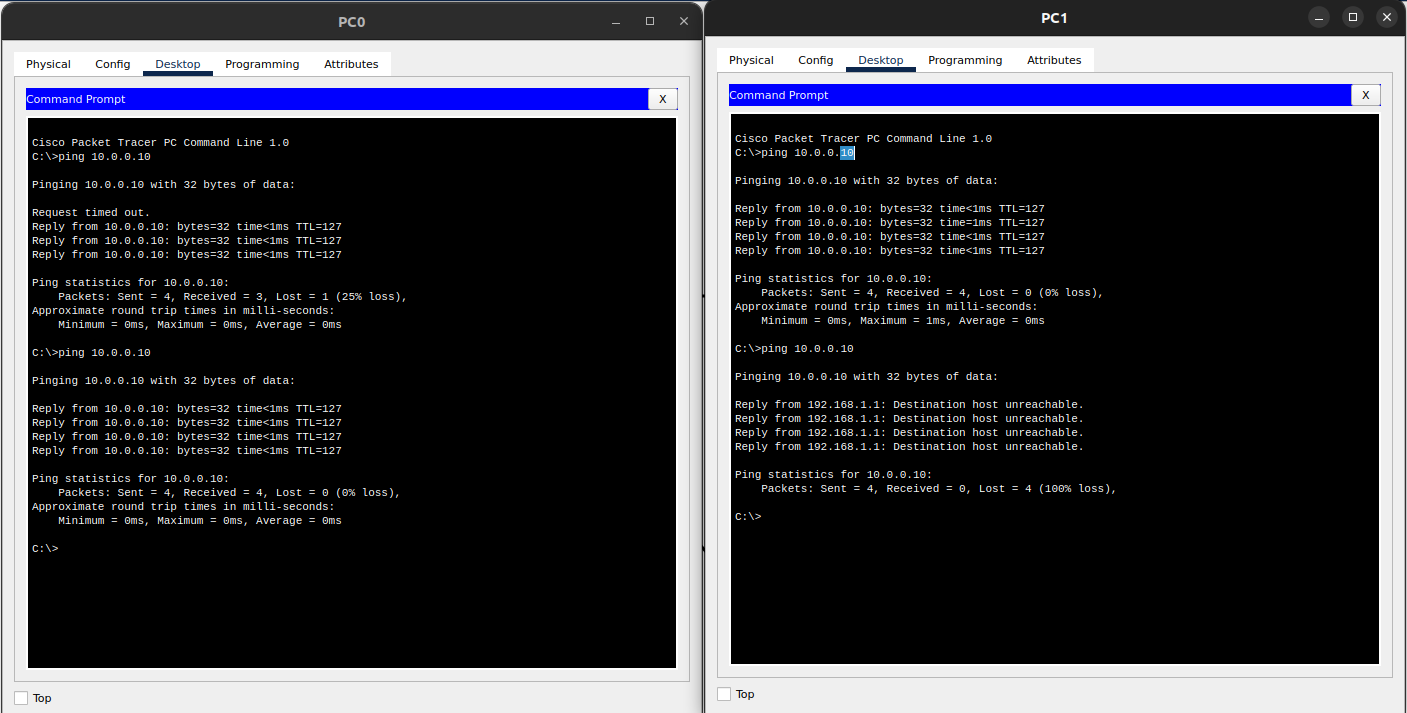 PC0
Physical Config Desktop Programming Attributes
Command Prompt X
Cisco Packet Tracer PC Command Line 1.0
C:\>ping 10.0.0.10
Pinging 10.0.0.10 with 32 bytes of data:
Request timed out.
Reply from 10.0.0.10: bytes=32 time<1ms TTL=127
Reply from 10.0.0.10: bytes=32 time<1ms TTL=127
Reply from 10.0.0.10: bytes=32 time<1ms TTL=127
Ping statistics for 10.0.0.10:
Packets: Sent = 4, Received = 3, Lost = 1 (25% loss),
Approximate round trip times in milli-seconds:
Minimum = 0ms, Maximum = 0ms, Average = 0ms
C:\>ping 10.0.0.10
Pinging 10.0.0.10 with 32 bytes of data:
Reply from 10.0.0.10: bytes=32 time<1ms TTL=127
Reply from 10.0.0.10: bytes=32 time<1ms TTL=127
Reply from 10.0.0.10: bytes=32 time<1ms TTL=127
Reply from 10.0.0.10: bytes=32 time<1ms TTL=127
Ping statistics for 10.0.0.10:
Packets: Sent = 4, Received = 4, Lost = 0 (0% loss),
Approximate round trip times in milli-seconds:
Minimum = 0ms, Maximum = 0ms, Average = 0ms
C:\>
Top
PC1
Physical Config Desktop Programming Attributes
Command Prompt X
Cisco Packet Tracer PC Command Line 1.0
C:\>ping 10.0.0.10
Pinging 10.0.0.10 with 32 bytes of data:
Reply from 10.0.0.10: bytes=32 time<1ms TTL=127
Reply from 10.0.0.10: bytes=32 time=1ms TTL=127
Reply from 10.0.0.10: bytes=32 time<1ms TTL=127
Reply from 10.0.0.10: bytes=32 time<1ms TTL=127
Ping statistics for 10.0.0.10:
Packets: Sent = 4, Received = 4, Lost = 0 (0% loss),
Approximate round trip times in milli-seconds:
Minimum = 0ms, Maximum = 1ms, Average = 0ms
C:\>ping 10.0.0.10
Pinging 10.0.0.10 with 32 bytes of data:
Reply from 192.168.1.1: Destination host unreachable.
Reply from 192.168.1.1: Destination host unreachable.
Reply from 192.168.1.1: Destination host unreachable.
Reply from 192.168.1.1: Destination host unreachable.
Ping statistics for 10.0.0.10:
Packets: Sent = 4, Received = 0, Lost = 4 (100% loss),
C:\>
Top